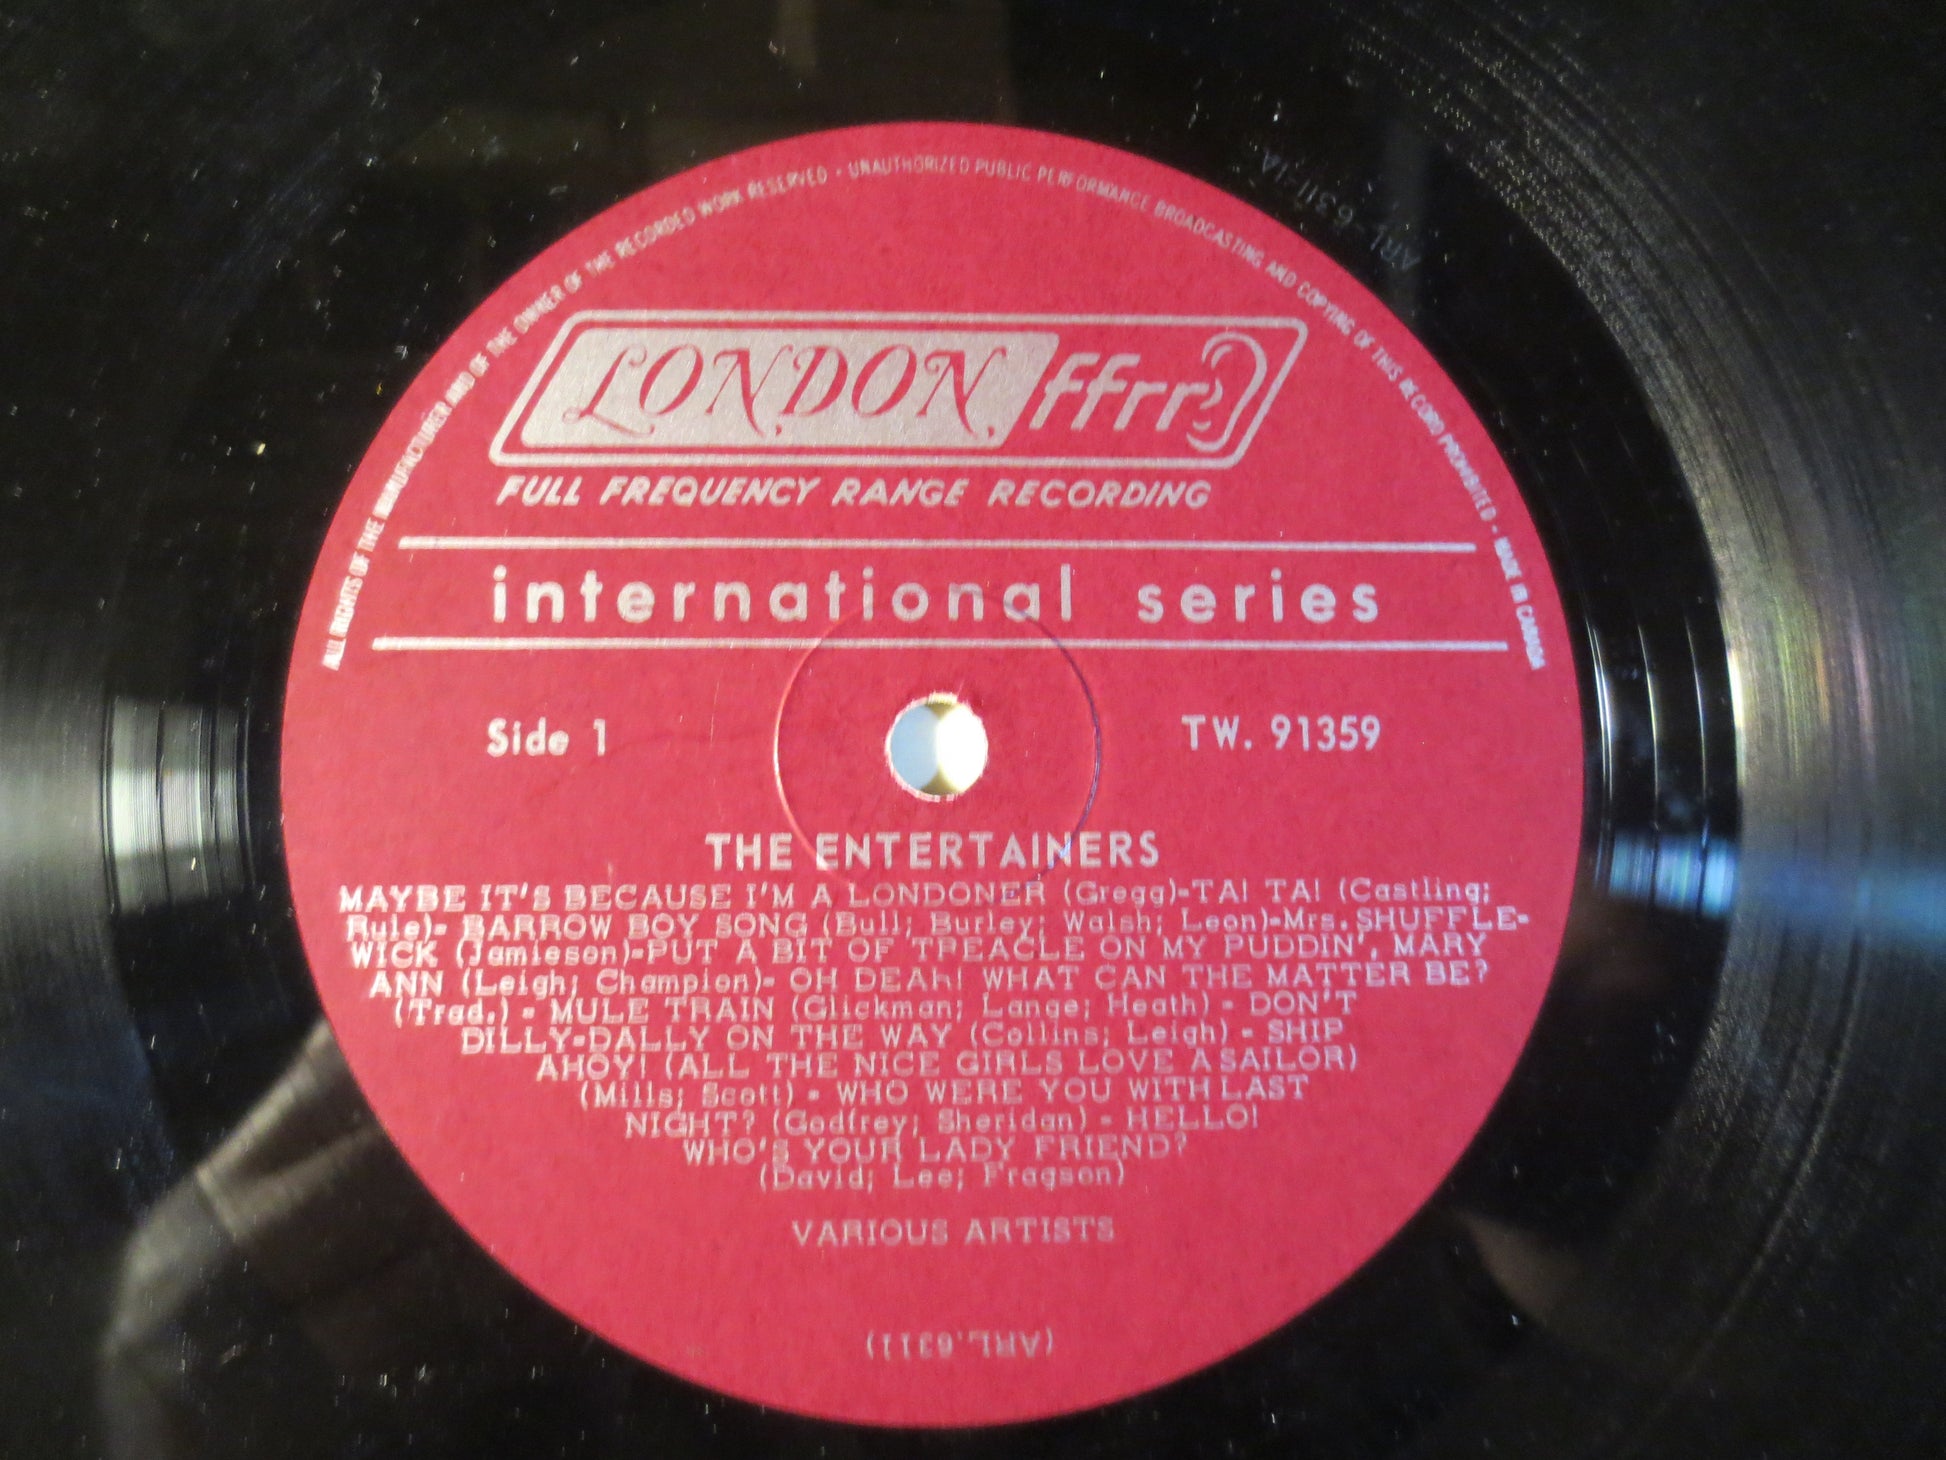 ALL RIGHTS OF THE MANUFACTURER AND OF THE OWNER OF THE RECORDED WORK RESERVED • UNAUTHORIZED PUBLIC PERFORMANCE BROADCASTING AND COPYING OF THIS RECORD PROHIBITED • MADE IN CANADA
ARL-6311-1A
LONDON ffrr
FULL FREQUENCY RANGE RECORDING
international series
Side 1
TW. 91359
THE ENTERTAINERS
MAYBE IT'S BECAUSE I'M A LONDONER (Gregg)-TA! TA! (Castling;
Rule)- BARROW BOY SONG (Bull; Burley; Walsh; Leon)-Mrs. SHUFFLE-
WICK (Jamieson)-PUT A BIT OF TREACLE ON MY PUDDIN', MARY
ANN (Leigh; Champion)- OH DEAR! WHAT CAN THE MATTER BE?
(Trad.) - MULE TRAIN (Glickman; Lange; Heath) - DON'T
DILLY-DALLY ON THE WAY (Collins; Leigh) - SHIP
AHOY! (ALL THE NICE GIRLS LOVE A SAILOR)
(Mills; Scott) - WHO WERE YOU WITH LAST
NIGHT? (Godfrey; Sheridan) - HELLO!
WHO'S YOUR LADY FRIEND?
(David; Lee; Fragson)
VARIOUS ARTISTS
(ARL.6311)